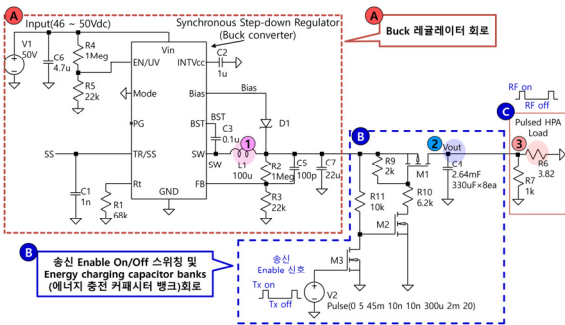 A
Input(46 ~ 50Vdc)
Synchronous Step-down Regulator
(Buck converter)
A
Buck 레귤레이터 회로
V1
50V
C6
4.7u
R4
1Meg
R5
22k
Vin
EN/UV
INTVcc
C2
1u
Mode
Bias
Bias
PG
BST
BST
C3
0.1u
D1
SS
TR/SS
SW
SW
1
L1
100u
R2
1Meg
C5
100p
C7
22u
C1
1n
Rt
R1
68k
GND
FB
R3
22k
B
R9
2k
M1
2
Vout
C4
2.64mF
330uF×8ea
R11
10k
R10
6.2k
M2
M3
RF on
RF off
C
Pulsed HPA
Load
3
R6
3.82
R7
1k
B
송신 Enable On/Off 스위칭 및
Energy charging capacitor banks
(에너지 충전 커패시터 뱅크)회로
송신
Enable 신호
Tx on
Tx off
V2
Pulse(0 5 45m 10n 10n 300u 2m 20)